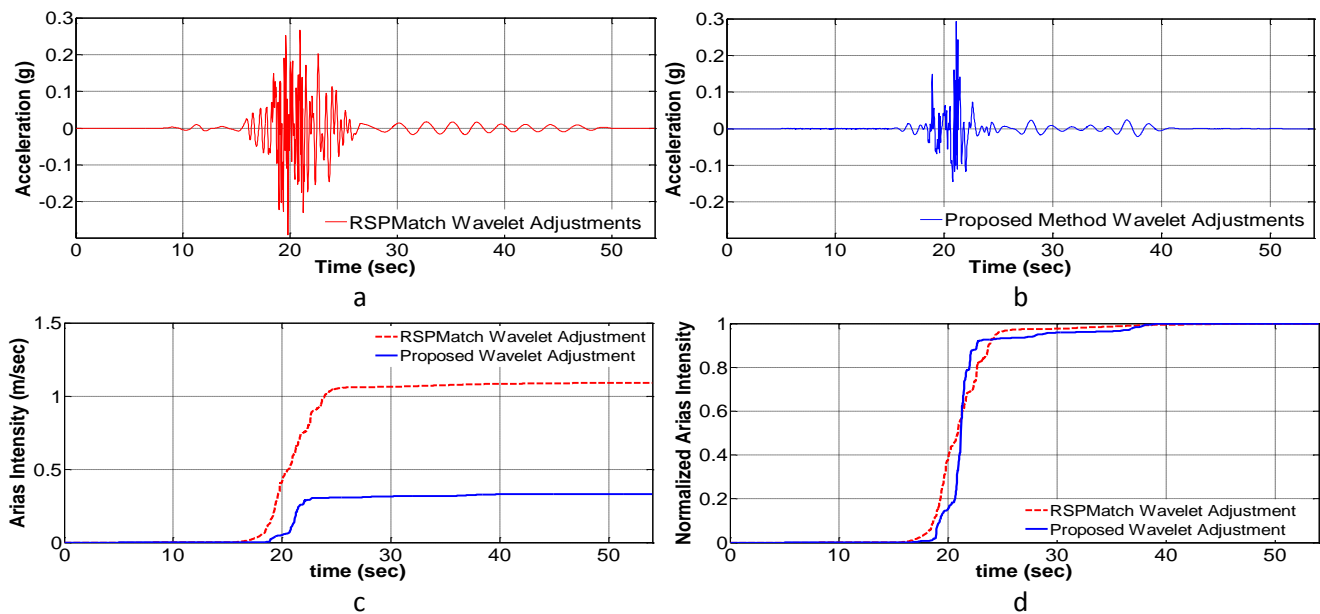 0.3
0.2
0.1
0
-0.1
-0.2
0 10 20 30 40 50
Acceleration (g)
Time (sec)
RSPMatch Wavelet Adjustments
a
0.3
0.2
0.1
0
-0.1
-0.2
0 10 20 30 40 50
Acceleration (g)
Time (sec)
Proposed Method Wavelet Adjustments
b
1.5
1
0.5
0
0 10 20 30 40 50
Arias Intensity (m/sec)
time (sec)
RSPMatch Wavelet Adjustment
Proposed Wavelet Adjustment
c
1
0.8
0.6
0.4
0.2
0
0 10 20 30 40 50
Normalized Arias Intensity
time (sec)
RSPMatch Wavelet Adjustment
Proposed Wavelet Adjustment
d